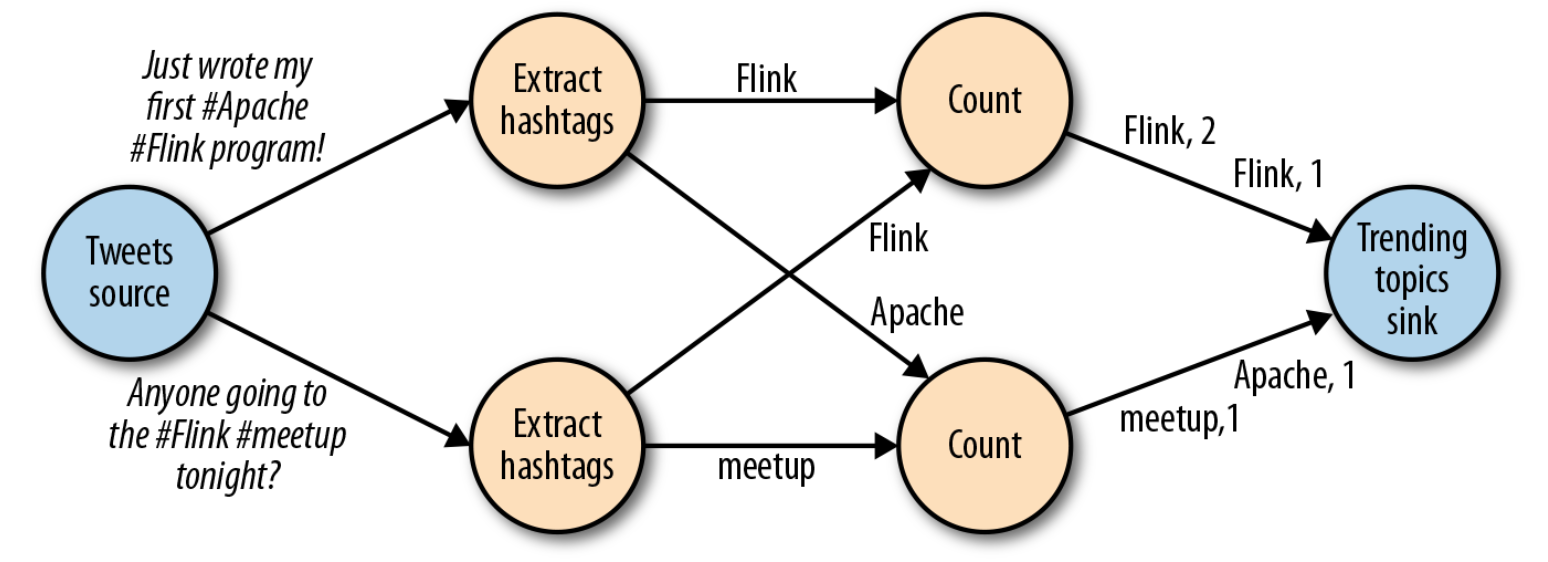 Just wrote my
first #Apache
#Flink program!
Tweets
source
Anyone going to
the #Flink #meetup
tonight?
Extract
hashtags
Extract
hashtags
Flink
Flink
Apache
meetup
Count
Count
Flink, 2
Flink, 1
Apache, 1
meetup,1
Trending
topics
sink